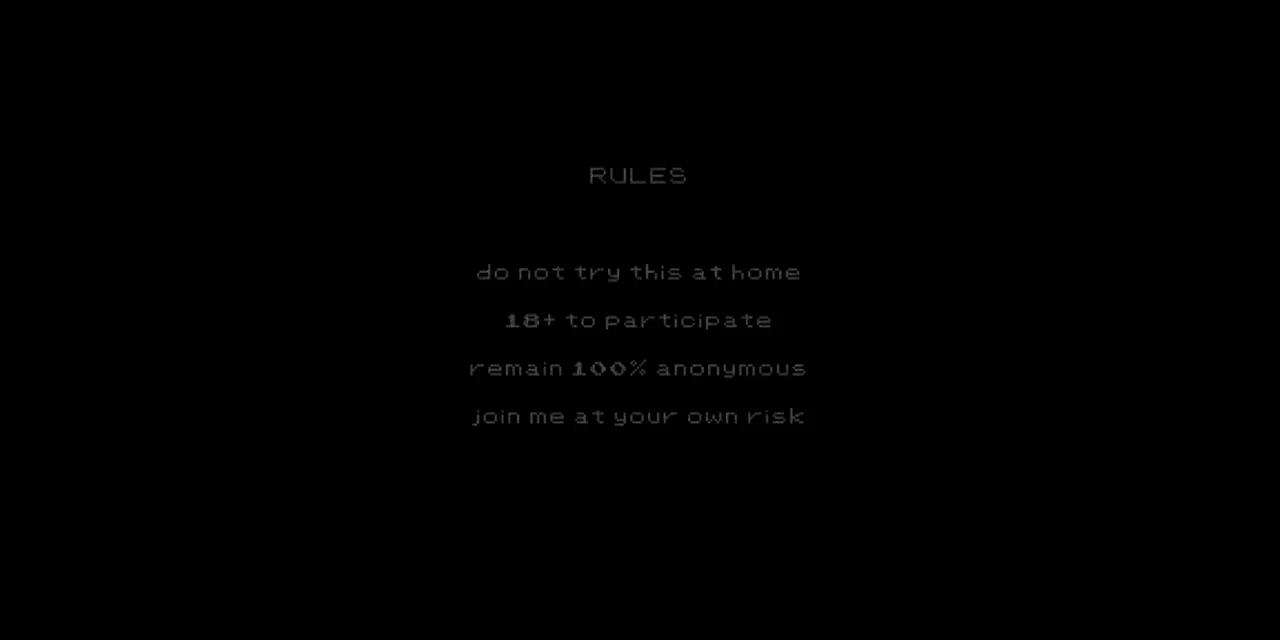 RULES
do not try this at home
18+ to participate
remain 100% anonymous
join me at your own risk